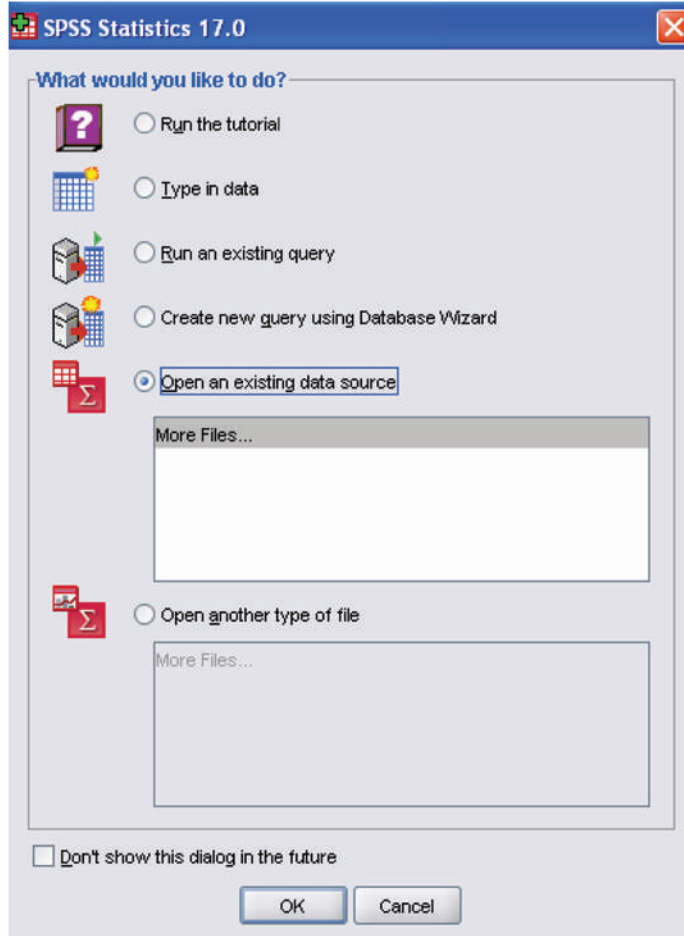 SPSS Statistics 17.0
What would you like to do?
?
Run the tutorial
Type in data
Run an existing query
Create new query using Database Wizard
Σ
Open an existing data source
More Files...
Σ
Open another type of file
More Files...
Don't show this dialog in the future
OK Cancel